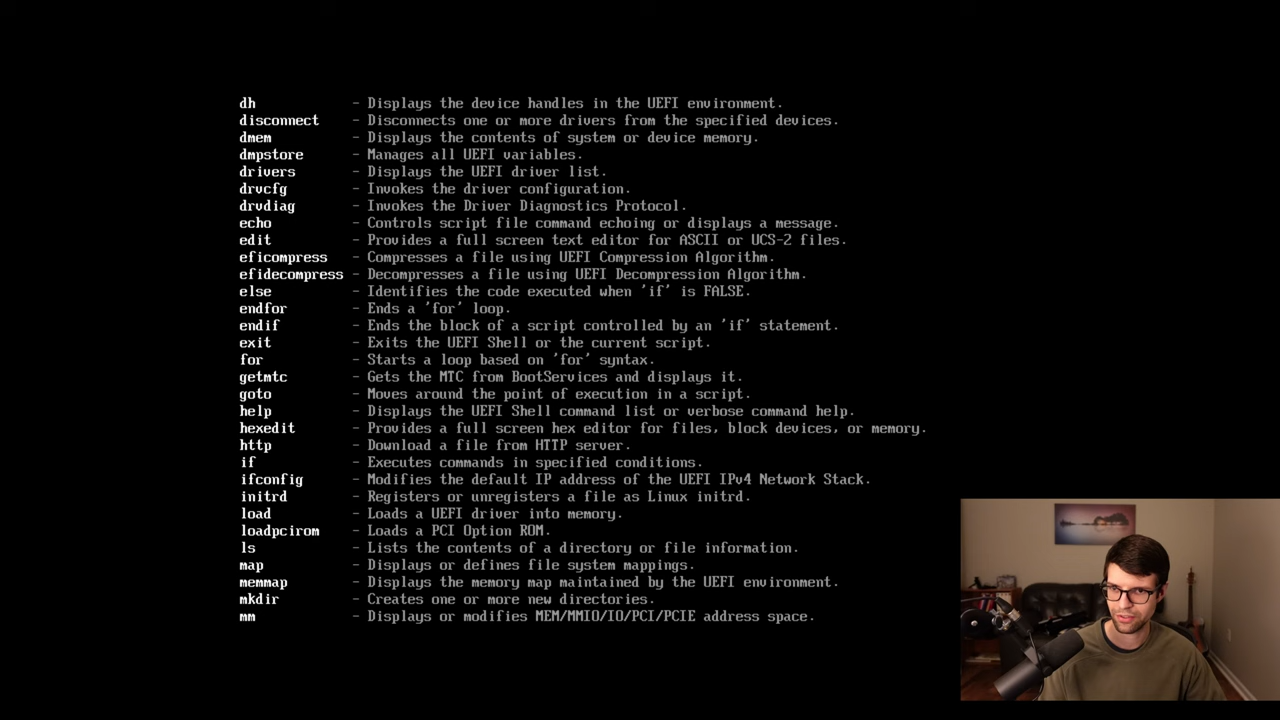 dh - Displays the device handles in the UEFI environment.
disconnect - Disconnects one or more drivers from the specified devices.
dmem - Displays the contents of system or device memory.
dmpstore - Manages all UEFI variables.
drivers - Displays the UEFI driver list.
drvcfg - Invokes the driver configuration.
drvdiag - Invokes the Driver Diagnostics Protocol.
echo - Controls script file command echoing or displays a message.
edit - Provides a full screen text editor for ASCII or UCS-2 files.
eficompress - Compresses a file using UEFI Compression Algorithm.
efidecompress - Decompresses a file using UEFI Decompression Algorithm.
else - Identifies the code executed when 'if' is FALSE.
endfor - Ends a 'for' loop.
endif - Ends the block of a script controlled by an 'if' statement.
exit - Exits the UEFI Shell or the current script.
for - Starts a loop based on 'for' syntax.
getmtc - Gets the MTC from BootServices and displays it.
goto - Moves around the point of execution in a script.
help - Displays the UEFI Shell command list or verbose command help.
hexedit - Provides a full screen hex editor for files, block devices, or memory.
http - Download a file from HTTP server.
if - Executes commands in specified conditions.
ifconfig - Modifies the default IP address of the UEFI IPv4 Network Stack.
initrd - Registers or unregisters a file as Linux initrd.
load - Loads a UEFI driver into memory.
loadpcirom - Loads a PCI Option ROM.
ls - Lists the contents of a directory or file information.
map - Displays or defines file system mappings.
memmap - Displays the memory map maintained by the UEFI environment.
mkdir - Creates one or more new directories.
mm - Displays or modifies MEM/MMIO/IO/PCI/PCIE address space.